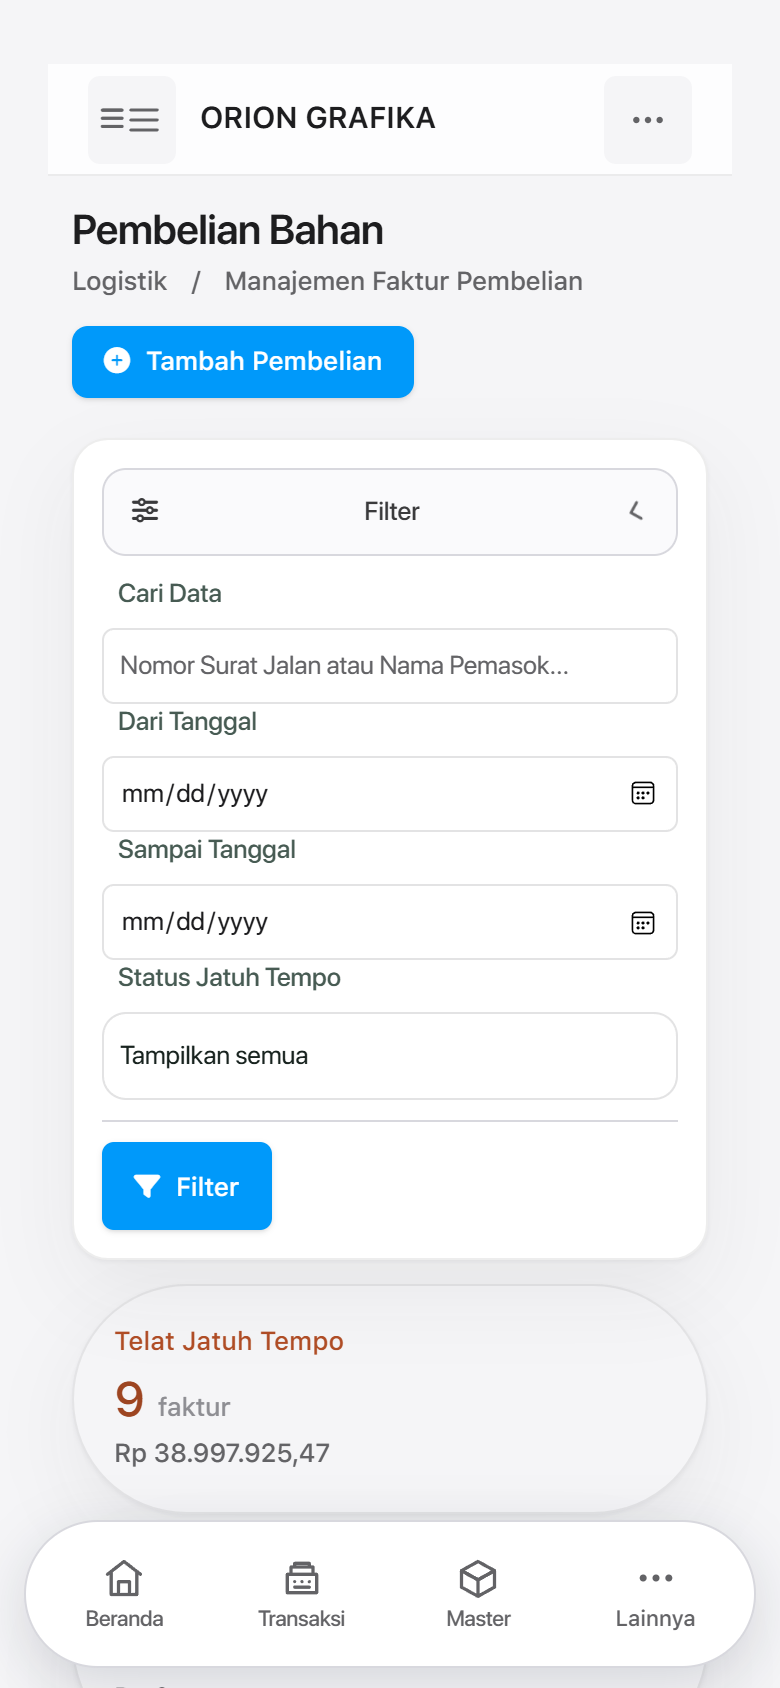 ORION GRAFIKA
Pembelian Bahan
Logistik / Manajemen Faktur Pembelian
Tambah Pembelian
Filter
Cari Data
Nomor Surat Jalan atau Nama Pemasok...
Dari Tanggal
mm/dd/yyyy
Sampai Tanggal
mm/dd/yyyy
Status Jatuh Tempo
Tampilkan semua
Filter
Telat Jatuh Tempo
9 faktur
Rp 38.997.925,47
Beranda Transaksi Master Lainnya